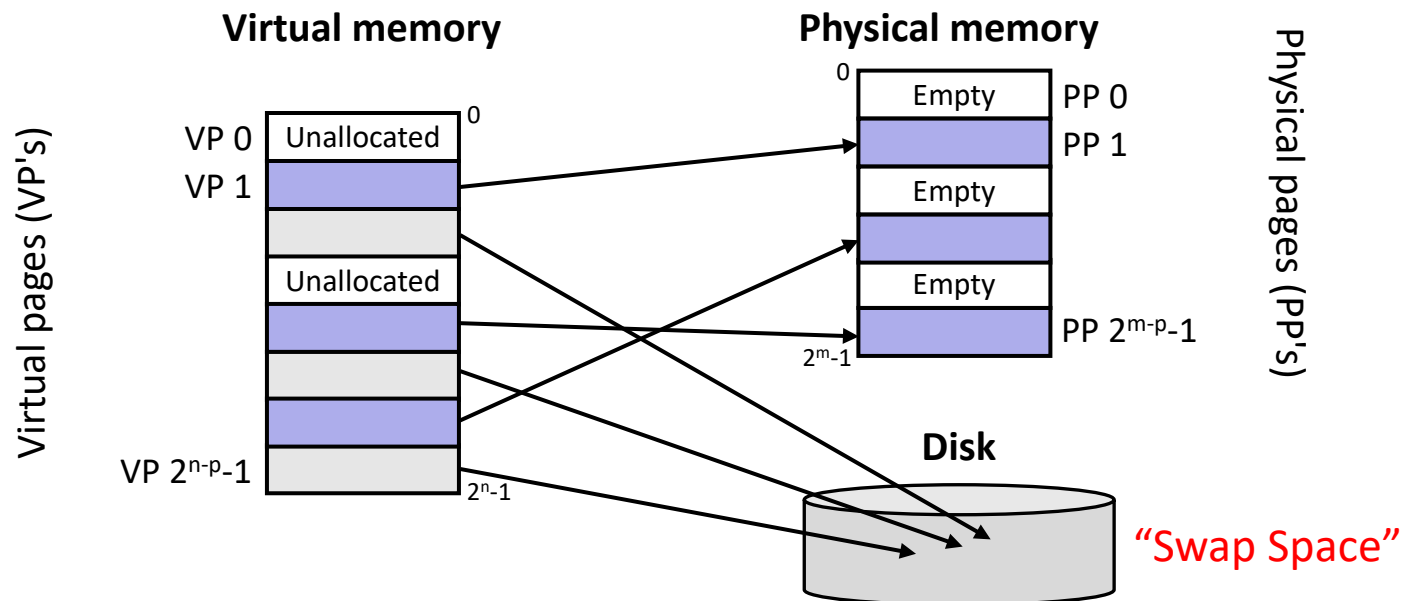 Virtual memory
Physical memory
Virtual pages (VP's)
Physical pages (PP's)
0
VP 0
Unallocated
VP 1
Unallocated
VP 2ⁿ⁻ᵖ-1
2ⁿ-1
0
Empty
PP 0
PP 1
Empty
Empty
PP 2ᵐ⁻ᵖ-1
2ᵐ-1
Disk
“Swap Space”